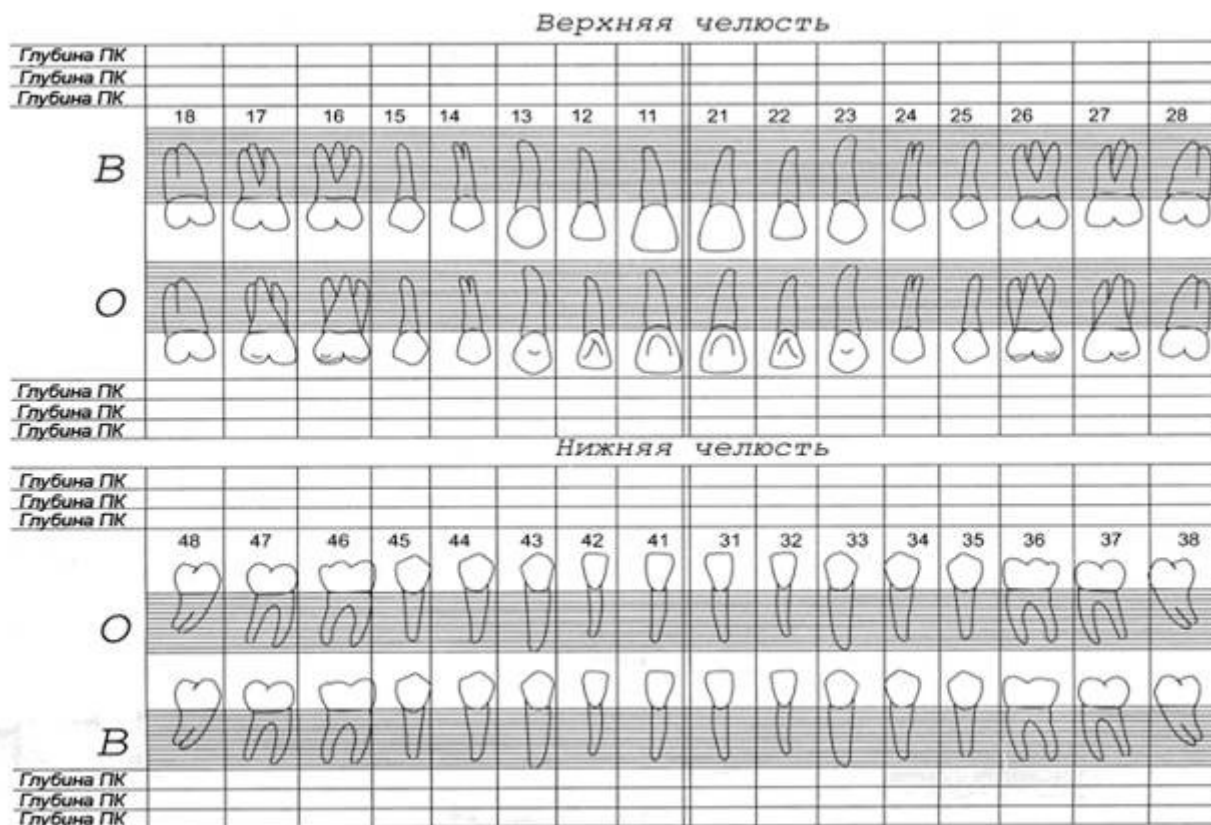 Верхняя челюсть
Глубина ПК
Глубина ПК
Глубина ПК
18 17 16 15 14 13 12 11 21 22 23 24 25 26 27 28
В
О
Глубина ПК
Глубина ПК
Глубина ПК
Нижняя челюсть
Глубина ПК
Глубина ПК
Глубина ПК
48 47 46 45 44 43 42 41 31 32 33 34 35 36 37 38
О
В
Глубина ПК
Глубина ПК
Глубина ПК